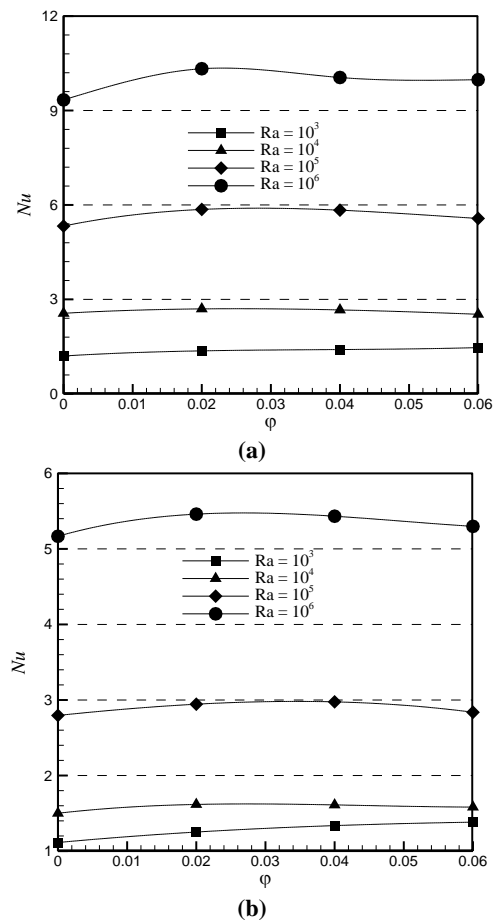 12
9
6
3
0
Nu
Ra = 10³
Ra = 10⁴
Ra = 10⁵
Ra = 10⁶
0 0.01 0.02 0.03 0.04 0.05 0.06
φ
(a)
6
5
4
3
2
1
Nu
Ra = 10³
Ra = 10⁴
Ra = 10⁵
Ra = 10⁶
0 0.01 0.02 0.03 0.04 0.05 0.06
φ
(b)